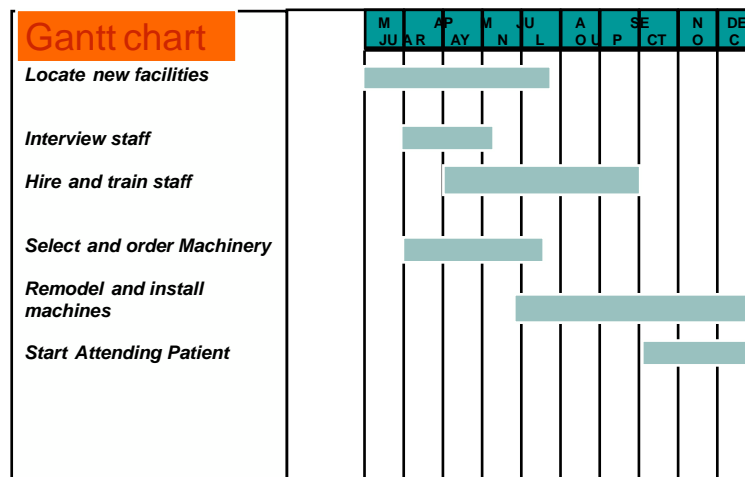 Gantt chart
M AP M JU A SE N DE
JU AR AY N L O U P CT O C
Locate new facilities
Interview staff
Hire and train staff
Select and order Machinery
Remodel and install
machines
Start Attending Patient